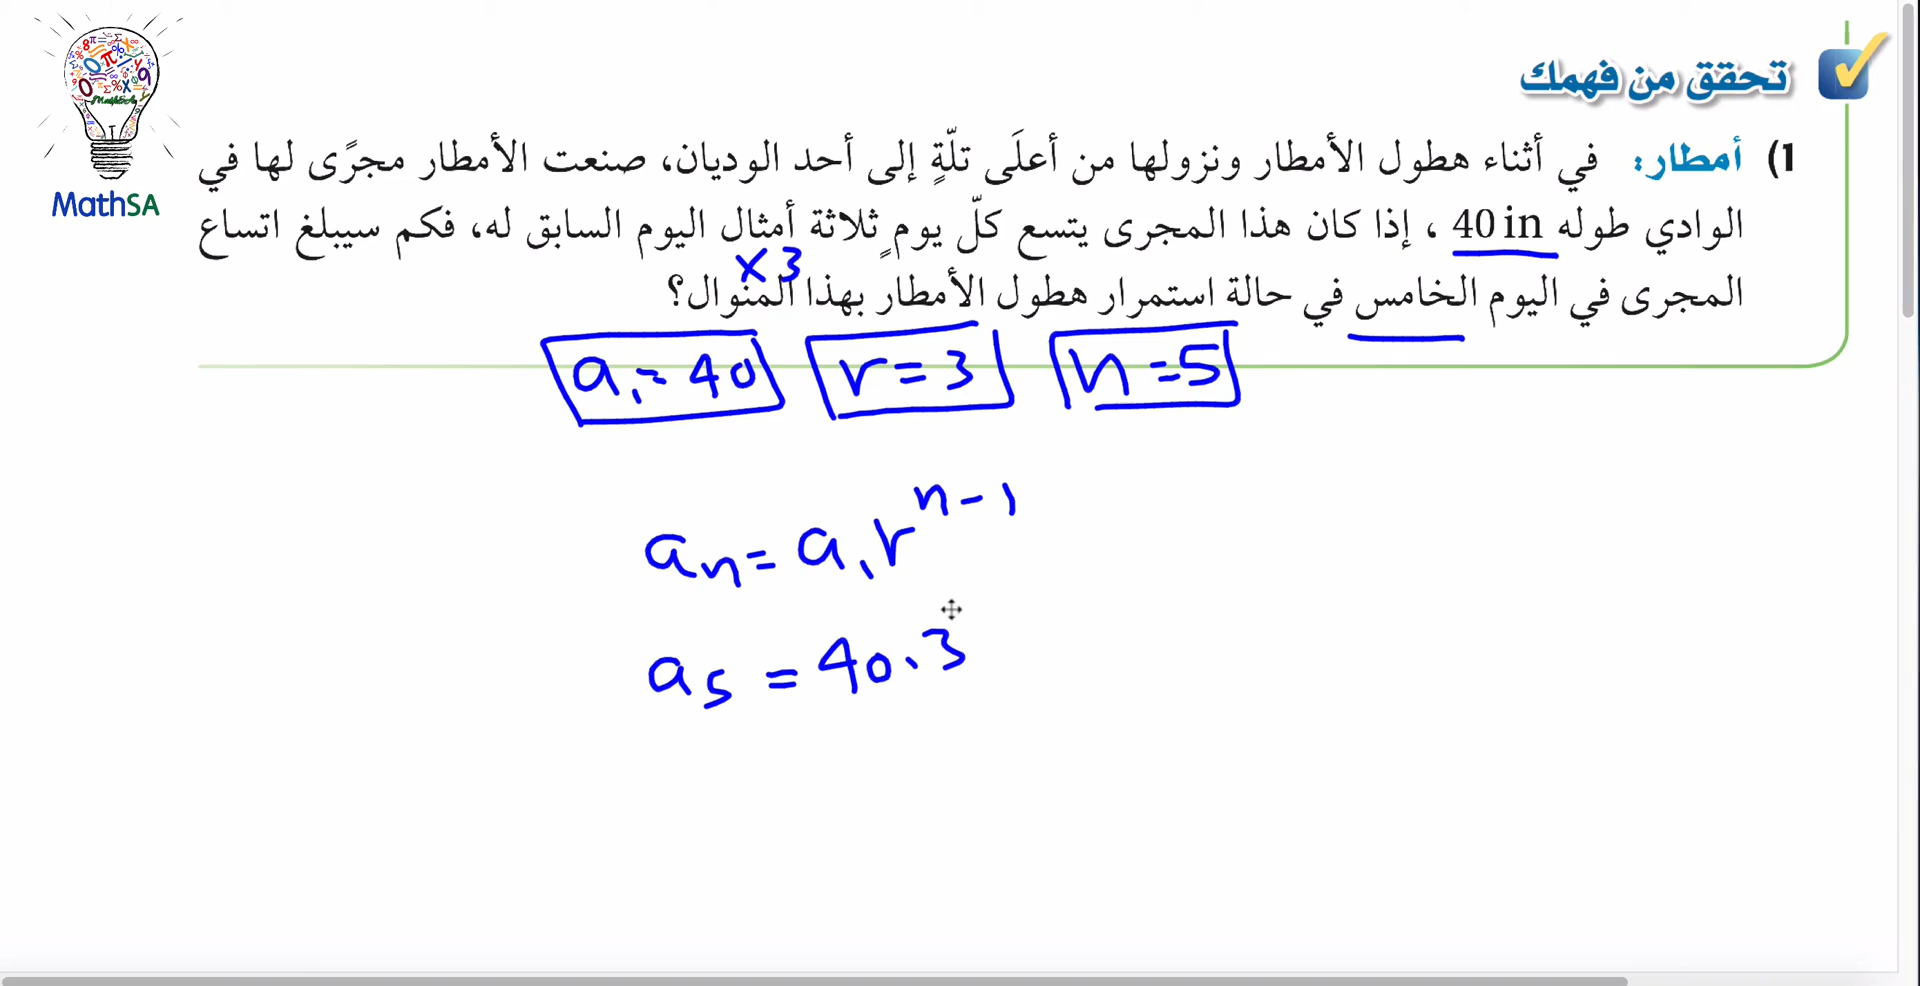 MathSA
تحقق من فهمك
1) أمطار: في أثناء هطول الأمطار ونزولها من أعلَى تلّةٍ إلى أحد الوديان، صنعت الأمطار مجرًى لها في
الوادي طوله 40 in ، إذا كان هذا المجرى يتسع كلّ يومٍ ثلاثة أمثال اليوم السابق له، فكم سيبلغ اتساع
×3
المجرى في اليوم الخامس في حالة استمرار هطول الأمطار بهذا المنوال؟
a₁=40 r=3 n=5
aₙ = a₁rⁿ⁻¹
a₅ = 40.3